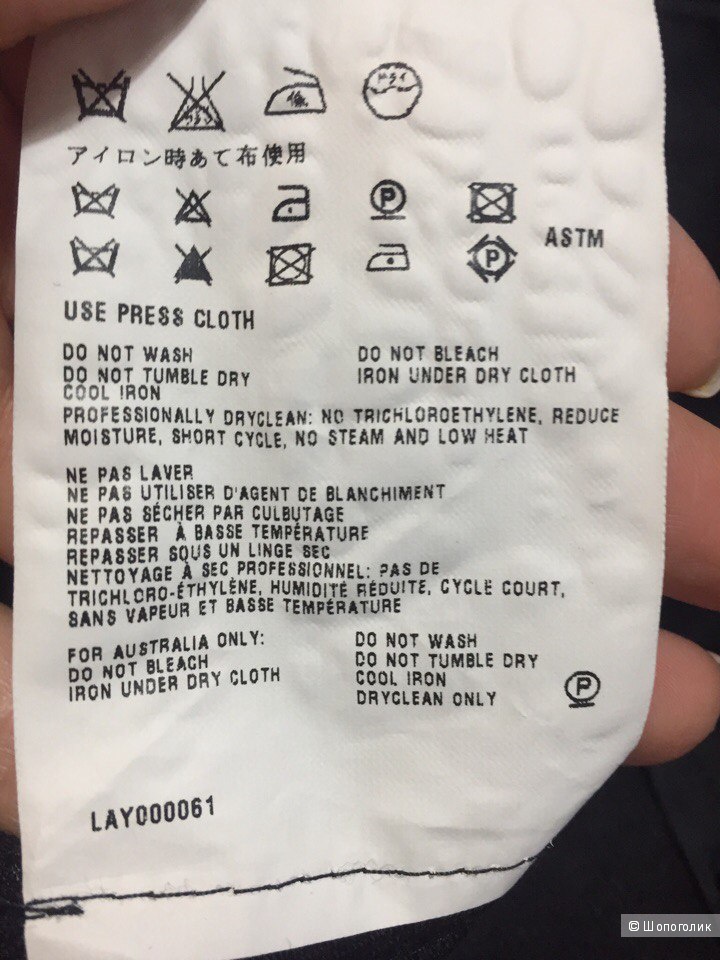 アイロン時あて布使用
P
ASTM
P
USE PRESS CLOTH
DO NOT WASH
DO NOT BLEACH
DO NOT TUMBLE DRY
IRON UNDER DRY CLOTH
COOL IRON
PROFESSIONALLY DRYCLEAN: NO TRICHLOROETHYLENE, REDUCE
MOISTURE, SHORT CYCLE, NO STEAM AND LOW HEAT
NE PAS LAVER
NE PAS UTILISER D'AGENT DE BLANCHIMENT
NE PAS SÉCHER PAR CULBUTAGE
REPASSER À BASSE TEMPÉRATURE
REPASSER SOUS UN LINGE SEC
NETTOYAGE À SEC PROFESSIONNEL: PAS DE
TRICHLORO-ÉTHYLÈNE, HUMIDITÉ RÉDUITE, CYCLE COURT,
SANS VAPEUR ET BASSE TEMPÉRATURE
FOR AUSTRALIA ONLY:
DO NOT BLEACH
IRON UNDER DRY CLOTH
DO NOT WASH
DO NOT TUMBLE DRY
COOL IRON
DRYCLEAN ONLY
P
LAY000061
© Шопоголик